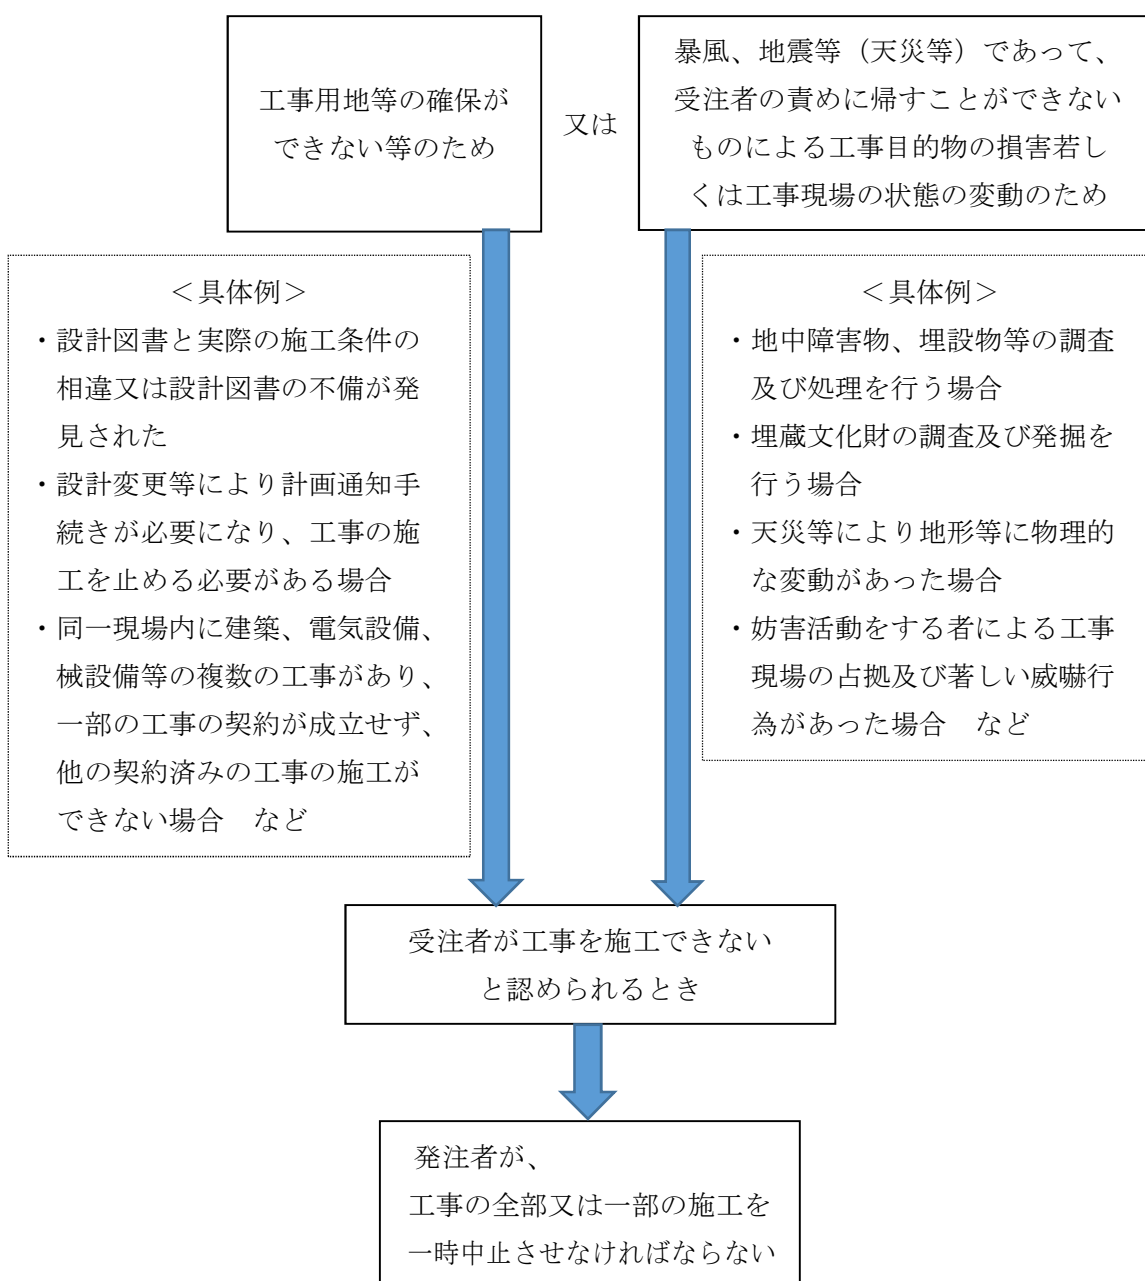 工事用地等の確保が
できない等のため
又は
暴風、地震等（天災等）であって、
受注者の責めに帰すことができない
ものによる工事目的物の損害若し
くは工事現場の状態の変動のため
＜具体例＞
・設計図書と実際の施工条件の
相違又は設計図書の不備が発
見された
・設計変更等により計画通知手
続きが必要になり、工事の施
工を止める必要がある場合
・同一現場内に建築、電気設備、
械設備等の複数の工事があり、
一部の工事の契約が成立せず、
他の契約済みの工事の施工が
できない場合　など
＜具体例＞
・地中障害物、埋設物等の調査
及び処理を行う場合
・埋蔵文化財の調査及び発掘を
行う場合
・天災等により地形等に物理的
な変動があった場合
・妨害活動をする者による工事
現場の占拠及び著しい威嚇行
為があった場合　など
受注者が工事を施工できない
と認められるとき
発注者が、
工事の全部又は一部の施工を
一時中止させなければならない